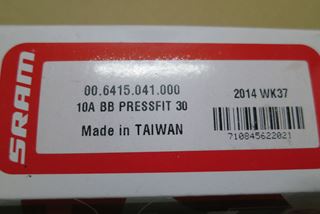 SRAM
00.6415.041.000
10A BB PRESSFIT 30
Made in TAIWAN
2014 WK37
710845622021